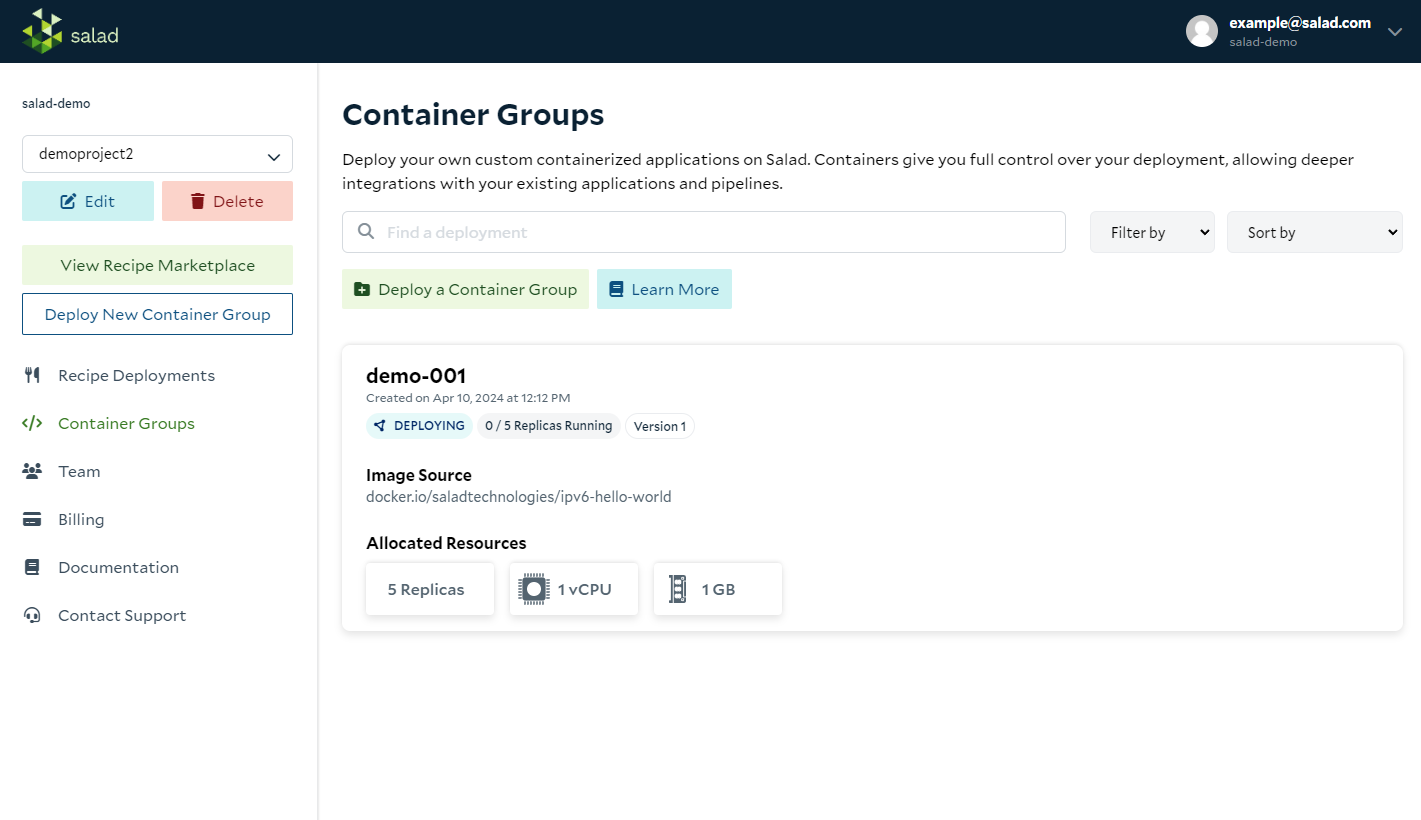 salad
example@salad.com
salad-demo
salad-demo
demoproject2
Edit
Delete
View Recipe Marketplace
Deploy New Container Group
Recipe Deployments
Container Groups
Team
Billing
Documentation
Contact Support
Container Groups
Deploy your own custom containerized applications on Salad. Containers give you full control over your deployment, allowing deeper
integrations with your existing applications and pipelines.
Find a deployment
Filter by
Sort by
Deploy a Container Group
Learn More
demo-001
Created on Apr 10, 2024 at 12:12 PM
DEPLOYING
0 / 5 Replicas Running
Version 1
Image Source
docker.io/saladtechnologies/ipv6-hello-world
Allocated Resources
5 Replicas
1 vCPU
1 GB